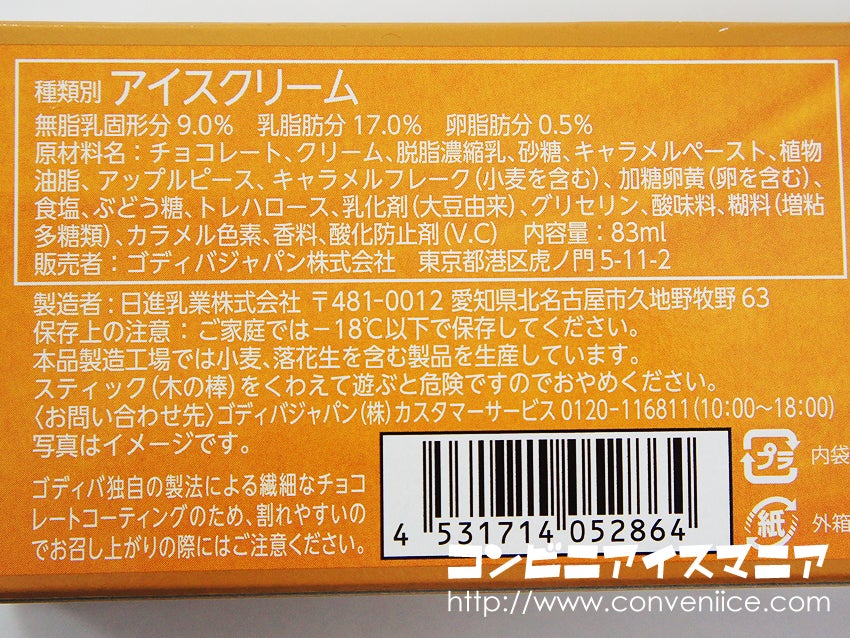 種類別 アイスクリーム
無脂乳固形分 9.0% 乳脂肪分 17.0% 卵脂肪分 0.5%
原材料名：チョコレート、クリーム、脱脂濃縮乳、砂糖、キャラメルペースト、植物
油脂、アップルピース、キャラメルフレーク(小麦を含む)、加糖卵黄(卵を含む)、
食塩、ぶどう糖、トレハロース、乳化剤(大豆由来)、グリセリン、酸味料、糊料(増粘
多糖類)、カラメル色素、香料、酸化防止剤(V.C) 内容量：83ml
販売者：ゴディバジャパン株式会社 東京都港区虎ノ門5-11-2
製造者：日進乳業株式会社 〒481-0012 愛知県北名古屋市久地野牧野63
保存上の注意：ご家庭では－18℃以下で保存してください。
本品製造工場では小麦、落花生を含む製品を生産しています。
スティック(木の棒)をくわえて遊ぶと危険ですのでおやめください。
〈お問い合わせ先〉ゴディバジャパン(株)カスタマーサービス0120-116811(10:00～18:00)
写真はイメージです。
ゴディバ独自の製法による繊細なチョコ
レートコーティングのため、割れやすいの
でお召し上がりの際にはご注意ください。
4 531714 052864
プラ 内袋
紙 外箱
コンビニアイスマニア
http://www.conveniice.com